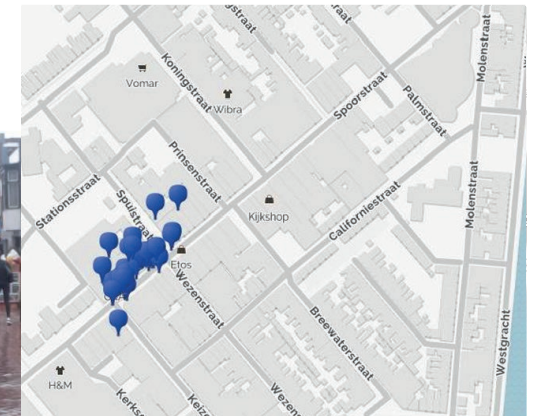 Molenstraat
Koningstraat
Vomar
Wibra
Spoorstraat
Palmstraat
Prinsenstraat
Stationsstraat
Molenstraat
Spuistraat
Kijkshop
Californiestraat
Etos
Wezenstraat
Breewaterstraat
Westgracht
H&M